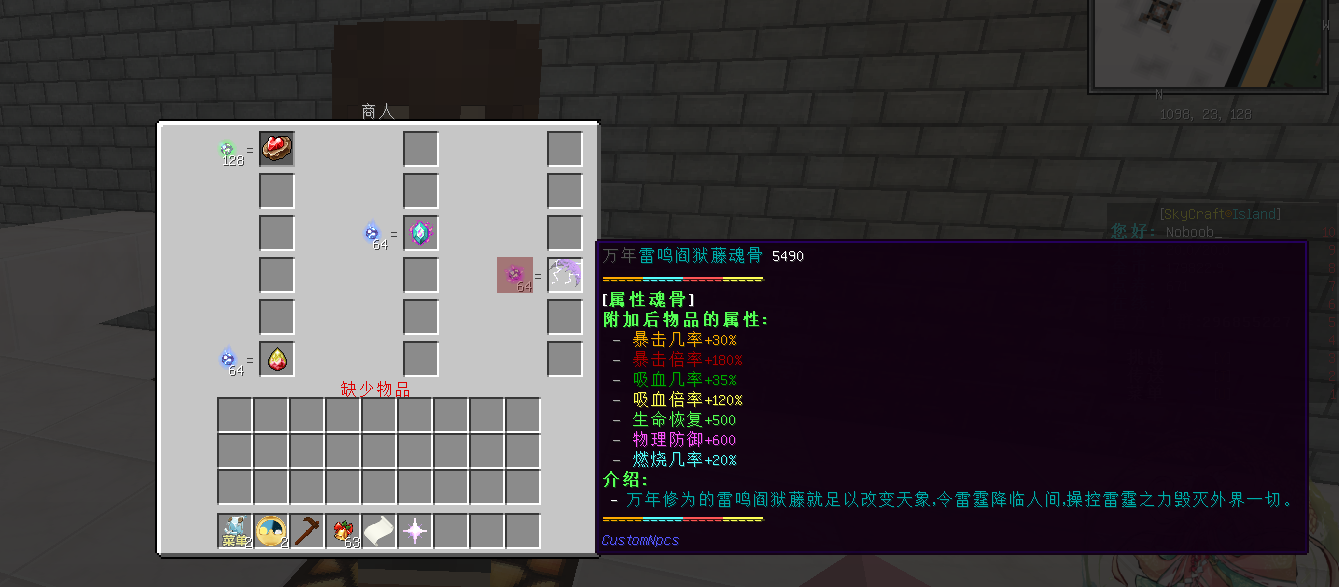 商人
N
1098, 23, 128
128
=
[SkyCraft@Island]
您好: Noboob_
64
=
64
=
64
=
缺少物品
菜单
2
2
63
万年雷鸣阎狱藤魂骨 5490
[属性魂骨]
附加后物品的属性:
- 暴击几率+30%
- 暴击倍率+180%
- 吸血几率+35%
- 吸血倍率+120%
- 生命恢复+500
- 物理防御+600
- 燃烧几率+20%
介绍:
- 万年修为的雷鸣阎狱藤就足以改变天象,令雷霆降临人间,操控雷霆之力毁灭外界一切。
CustomNpcs